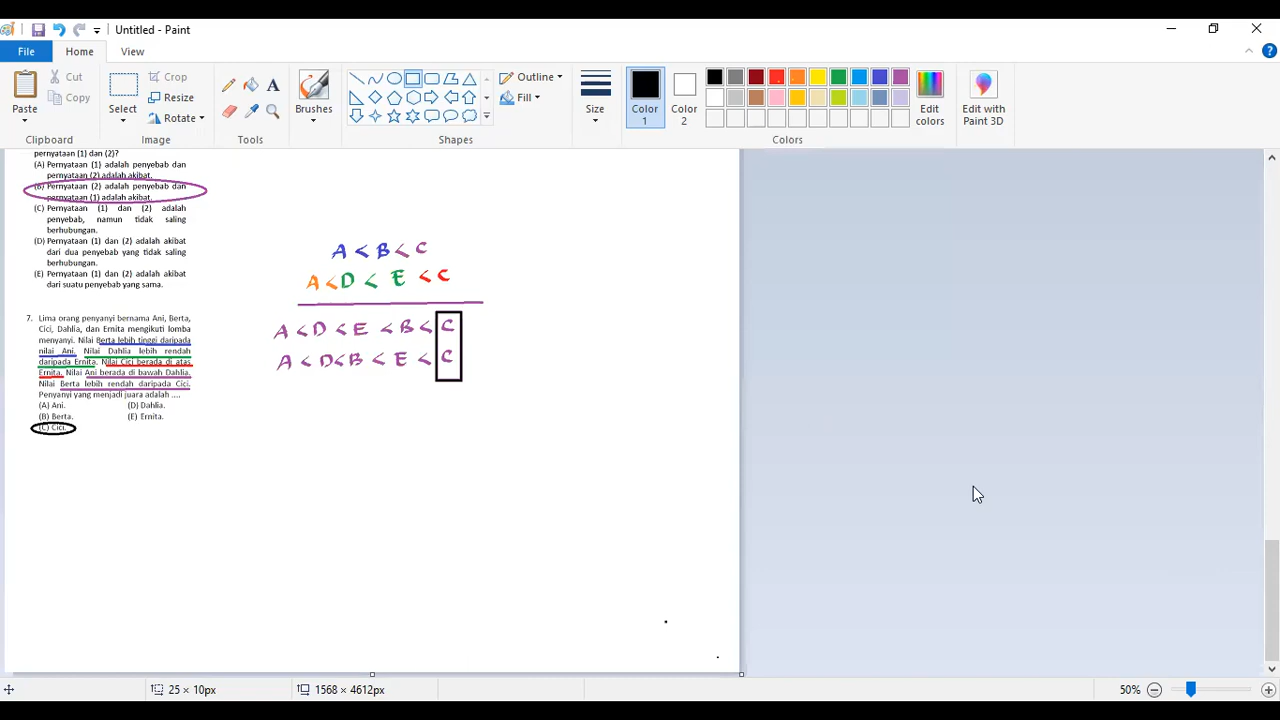 Untitled - Paint
File Home View
Paste
Cut
Copy
Clipboard
Select
Crop
Resize
Rotate
Image
A
Tools
Brushes
Shapes
Outline
Fill
Size
Color 1
Color 2
Colors
Edit colors
Edit with Paint 3D
pernyataan (1) dan (2)?
(A) Pernyataan (1) adalah penyebab dan
pernyataan (2) adalah akibat.
(B) Pernyataan (2) adalah penyebab dan
pernyataan (1) adalah akibat.
(C) Pernyataan (1) dan (2) adalah
penyebab, namun tidak saling
berhubungan.
(D) Pernyataan (1) dan (2) adalah akibat
dari dua penyebab yang tidak saling
berhubungan.
(E) Pernyataan (1) dan (2) adalah akibat
dari suatu penyebab yang sama.
7. Lima orang penyanyi bernama Ani, Berta,
Cici, Dahlia, dan Ernita mengikuti lomba
menyanyi. Nilai Berta lebih tinggi daripada
nilai Ani. Nilai Dahlia lebih rendah
daripada Ernita. Nilai Cici berada di atas
Ernita. Nilai Ani berada di bawah Dahlia.
Nilai Berta lebih rendah daripada Cici.
Penyanyi yang menjadi juara adalah ....
(A) Ani. (D) Dahlia.
(B) Berta. (E) Ernita.
(C) Cici.
A < B < C
A < D < E < C
A < D < E < B < C
A < D < B < E < C
25 × 10px
1568 × 4612px
50%